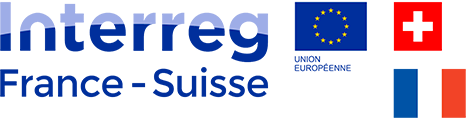 Interreg
France - Suisse
UNION
EUROPÉENNE